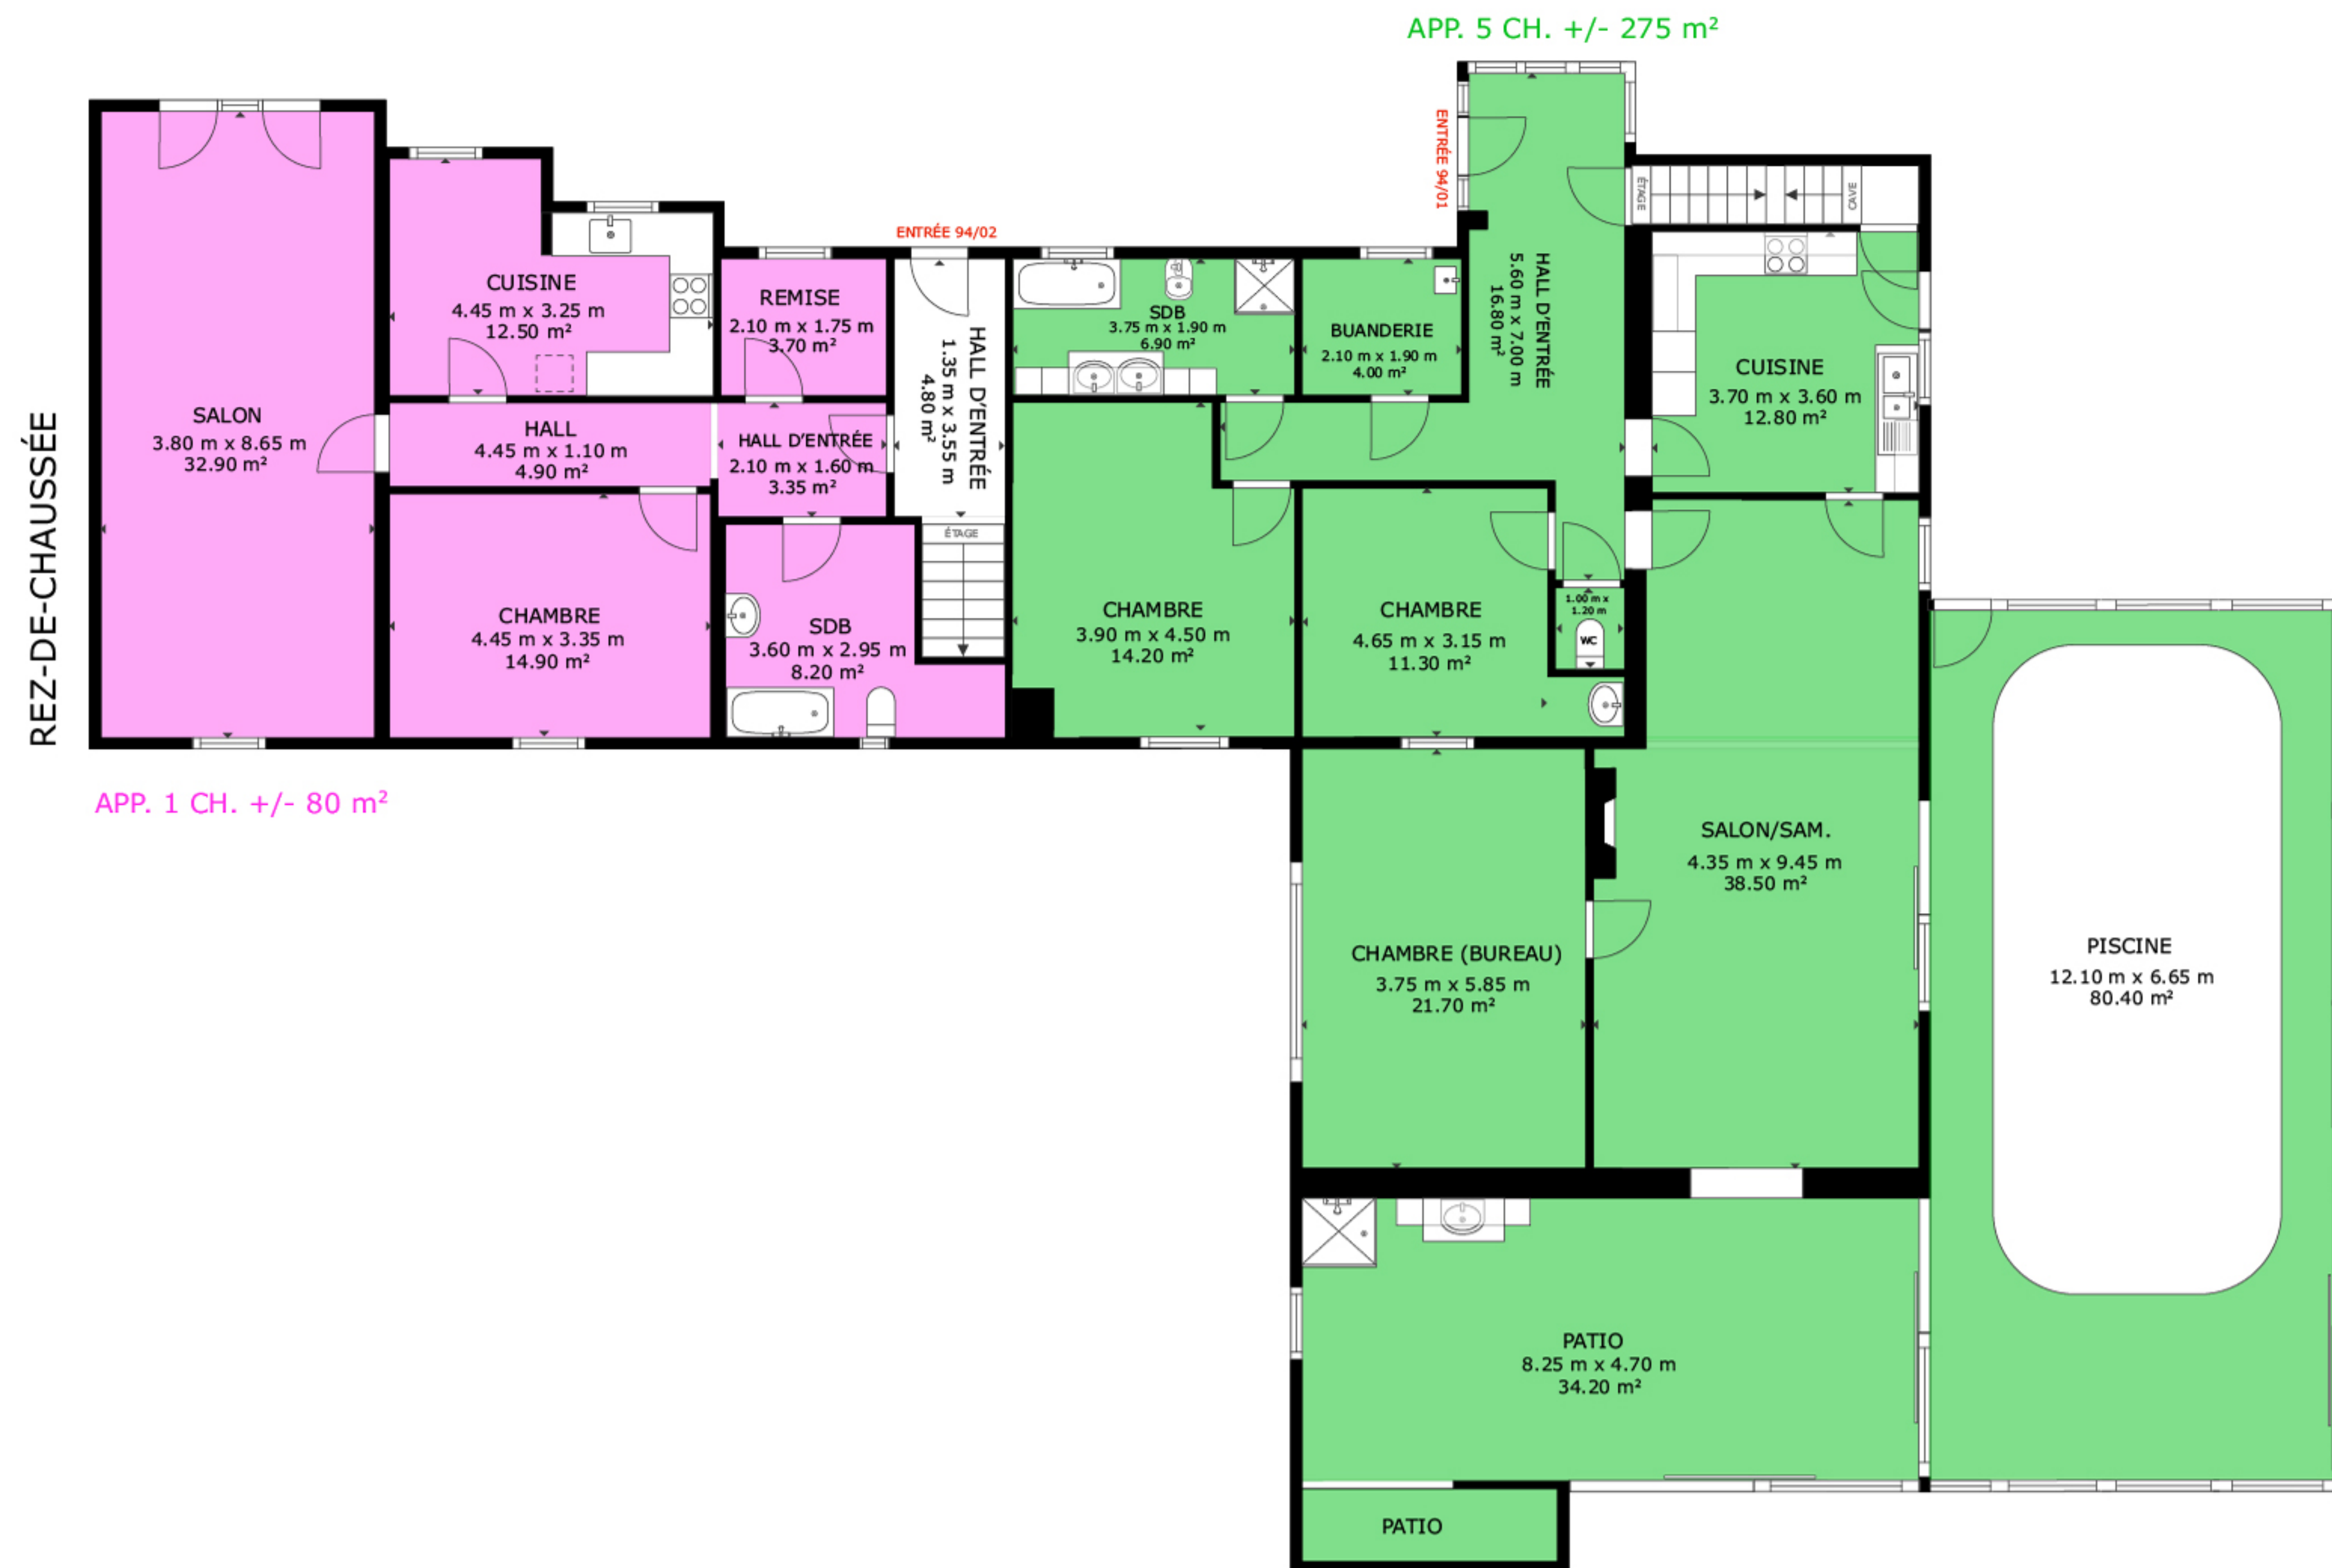 APP. 5 CH. +/- 275 m²
REZ-DE-CHAUSSÉE
SALON
3.80 m x 8.65 m
32.90 m²
CUISINE
4.45 m x 3.25 m
12.50 m²
REMISE
2.10 m x 1.75 m
3.70 m²
ENTRÉE 94/02
HALL D'ENTRÉE
1.35 m x 3.55 m
4.80 m²
HALL
4.45 m x 1.10 m
4.90 m²
HALL D'ENTRÉE
2.10 m x 1.60 m
3.35 m²
ÉTAGE
CHAMBRE
4.45 m x 3.35 m
14.90 m²
SDB
3.60 m x 2.95 m
8.20 m²
APP. 1 CH. +/- 80 m²
SDB
3.75 m x 1.90 m
6.90 m²
BUANDERIE
2.10 m x 1.90 m
4.00 m²
ENTRÉE 94/01
HALL D'ENTRÉE
5.60 m x 7.00 m
16.80 m²
ÉTAGE
CAVE
CUISINE
3.70 m x 3.60 m
12.80 m²
CHAMBRE
3.90 m x 4.50 m
14.20 m²
CHAMBRE
4.65 m x 3.15 m
11.30 m²
1.00 m x
1.20 m
WC
SALON/SAM.
4.35 m x 9.45 m
38.50 m²
CHAMBRE (BUREAU)
3.75 m x 5.85 m
21.70 m²
PISCINE
12.10 m x 6.65 m
80.40 m²
PATIO
8.25 m x 4.70 m
34.20 m²
PATIO